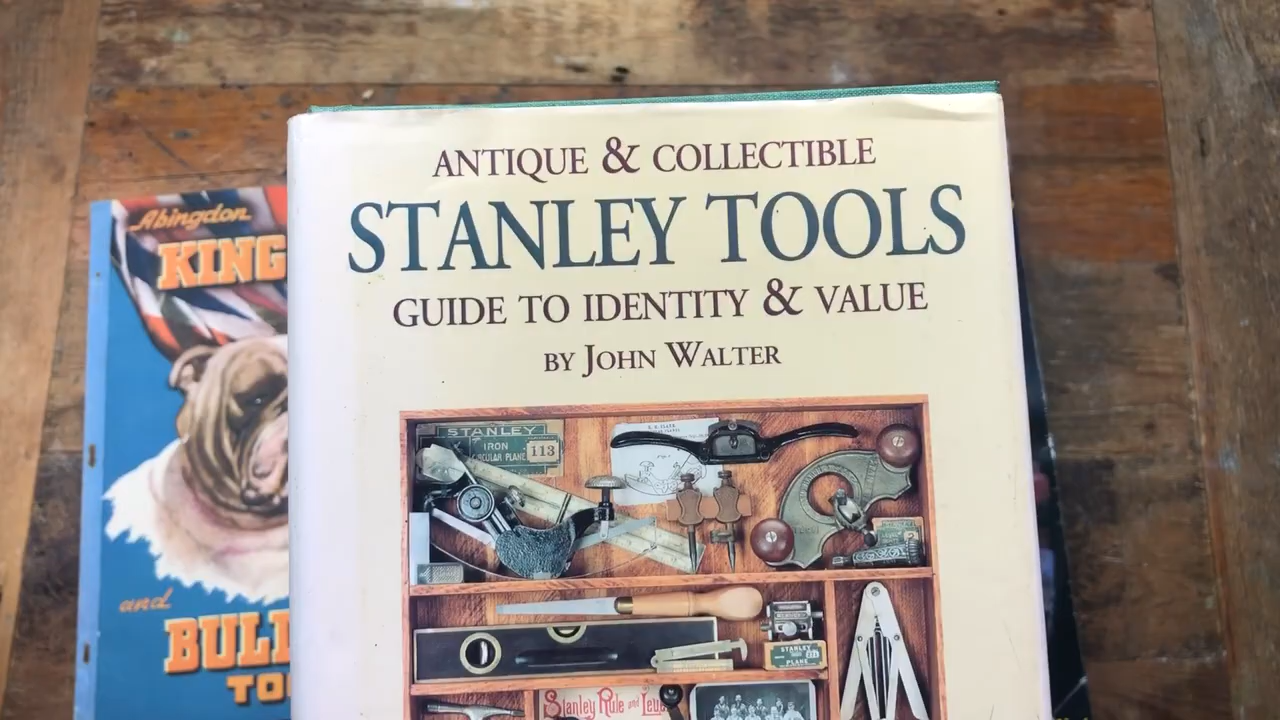 ANTIQUE & COLLECTIBLE
STANLEY TOOLS
GUIDE TO IDENTITY & VALUE
BY JOHN WALTER
Abingdon
KING
and
BULL
TO
STANLEY
IRON
CIRCULAR PLANE
113
STANLEY
PLANE
Stanley Rule and Level